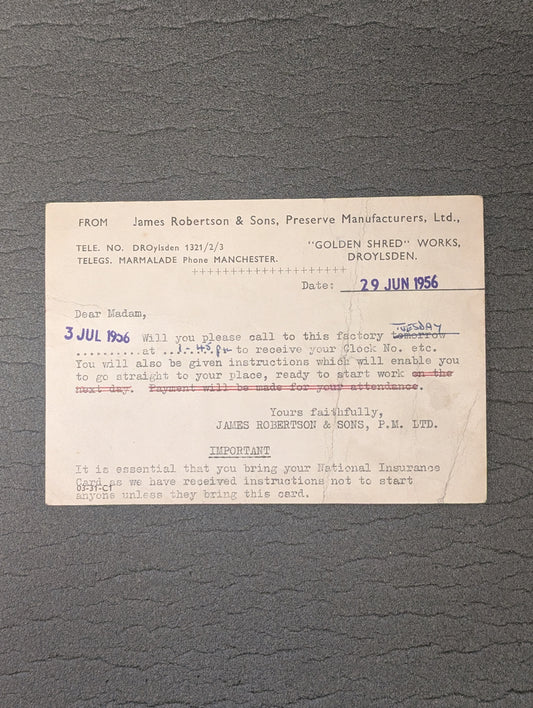 FROM James Robertson & Sons, Preserve Manufacturers, Ltd.,
TELE. NO. DROylsden 1321/2/3 "GOLDEN SHRED" WORKS,
TELEGS. MARMALADE Phone MANCHESTER. DROYLSDEN.
++++++++++++++++++++
Date: 29 JUN 1956
Dear Madam,
TUESDAY
3 JUL 1956 Will you please call to this factory tomorrow
.......... at ..1-45 pm to receive your Clock No. etc.
You will also be given instructions which will enable you
to go straight to your place, ready to start work on the
next day. Payment will be made for your attendance.
Yours faithfully,
JAMES ROBERTSON & SONS, P.M. LTD.
IMPORTANT
It is essential that you bring your National Insurance
Card as we have received instructions not to start
03-31-C1
anyone unless they bring this card.